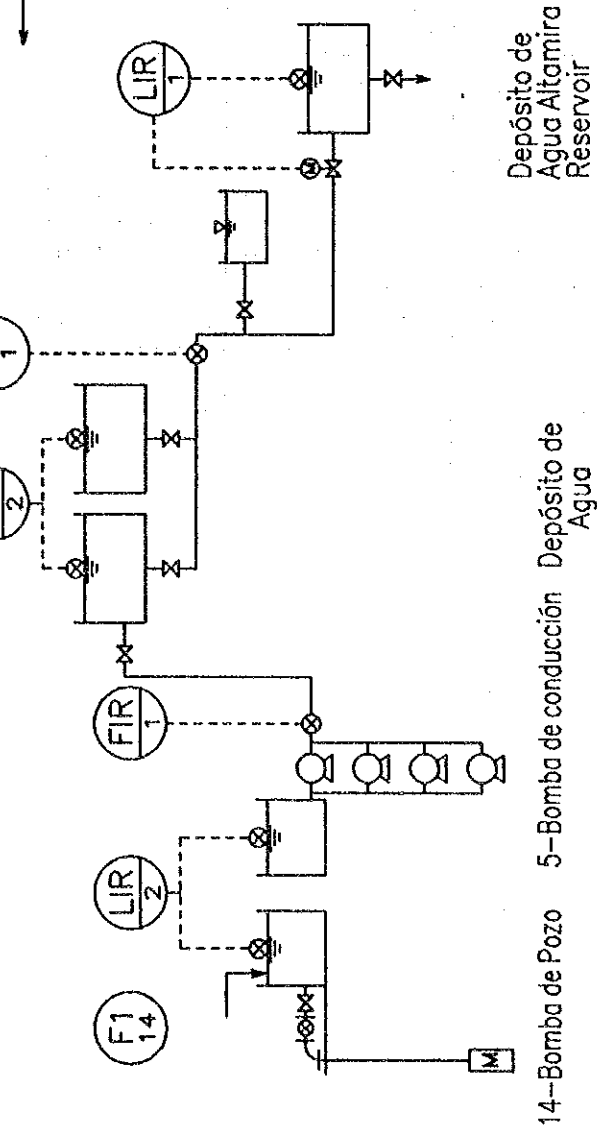 F1
14
LIR
2
FIR
1
2
1
LIR
1
M
M
14-Bomba de Pozo
5-Bomba de conducción
Depósito de
Agua
Depósito de
Agua Altamira
Reservoir